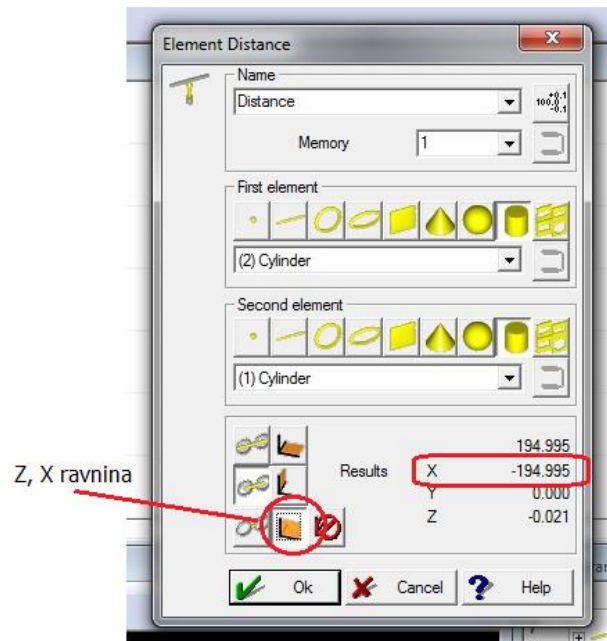 Element Distance
Name
Distance
Memory
1
First element
(2) Cylinder
Second element
(1) Cylinder
194.995
Results X -194.995
Y 0.000
Z -0.021
Z, X ravnina
Ok Cancel Help